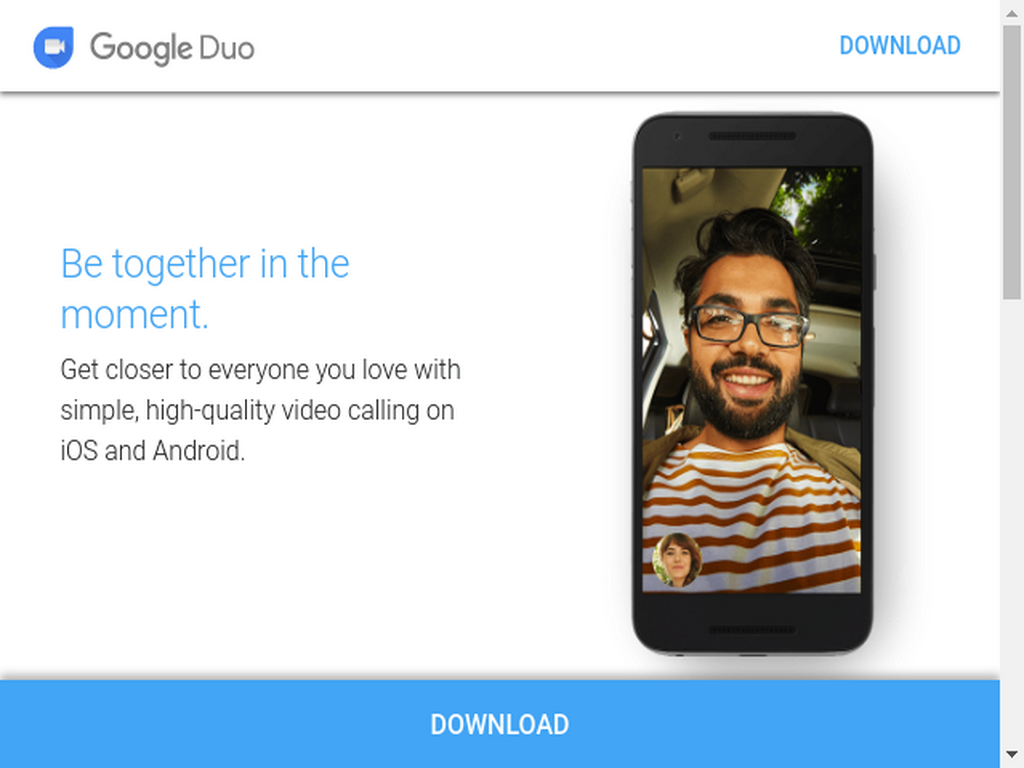 Google Duo
DOWNLOAD
Be together in the
moment.
Get closer to everyone you love with
simple, high-quality video calling on
iOS and Android.
DOWNLOAD